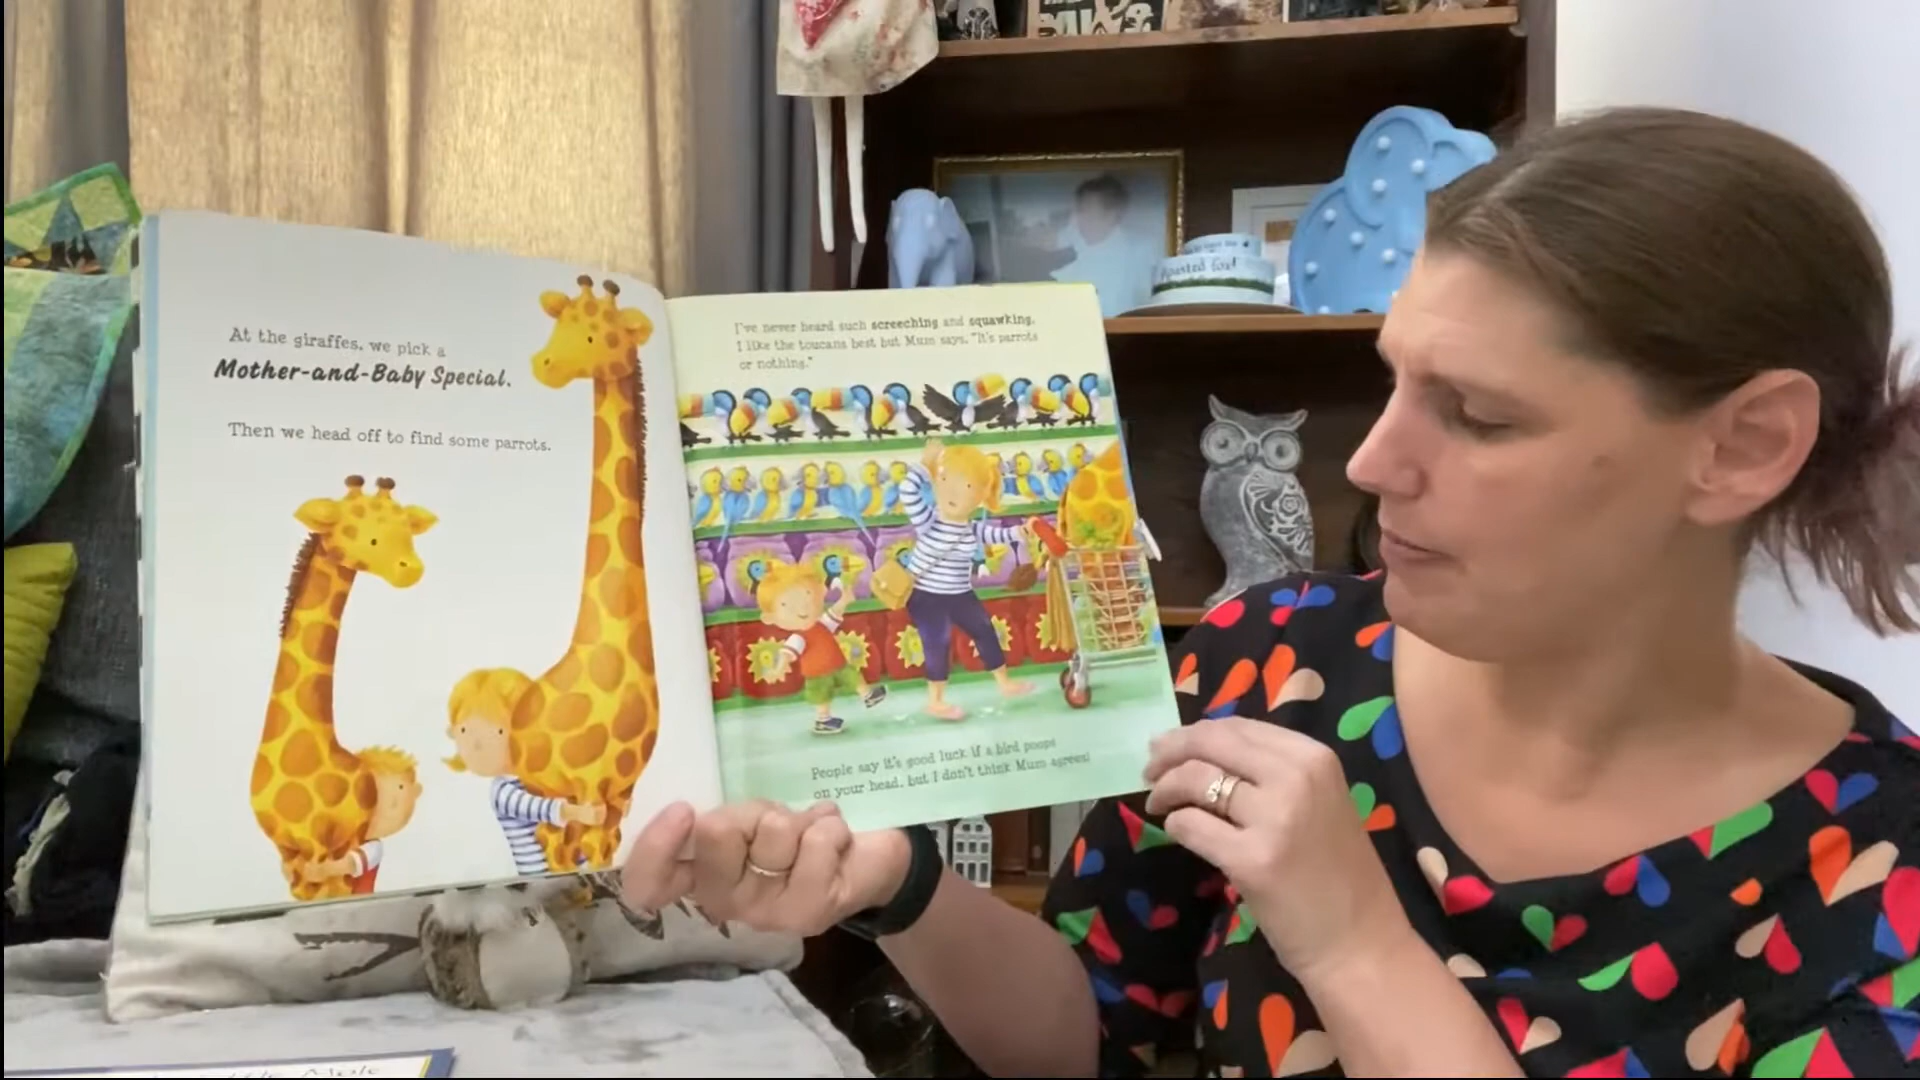 At the giraffes, we pick a
Mother-and-Baby Special.
Then we head off to find some parrots.
I've never heard such screeching and squawking.
I like the toucans best but Mum says, "It's parrots
or nothing."
People say it's good luck if a bird poops
on your head, but I don't think Mum agrees!